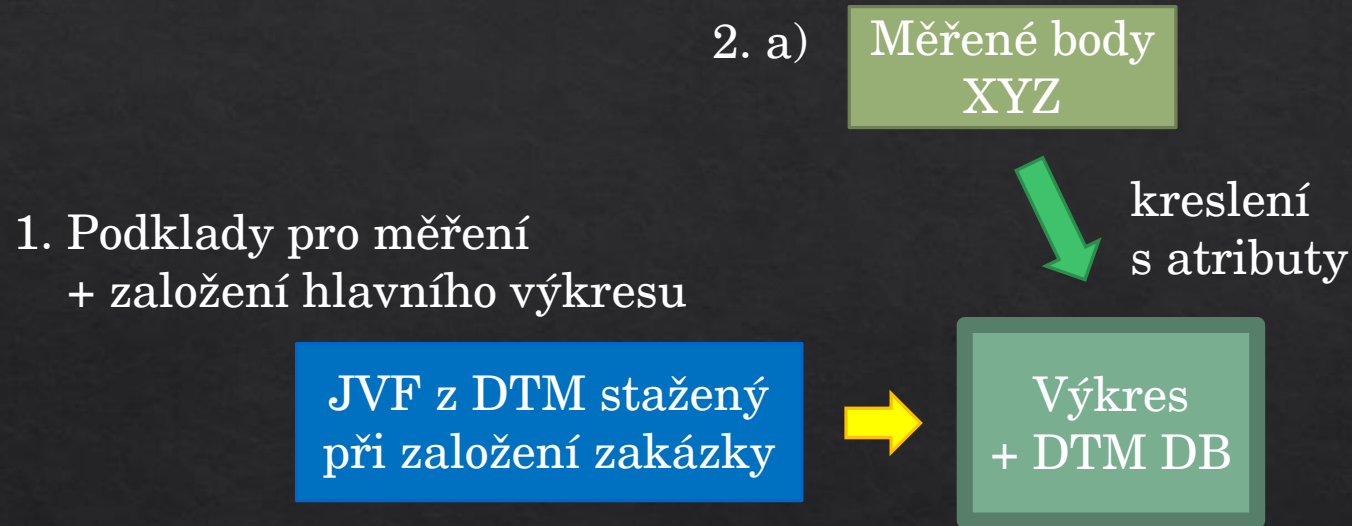 2. a)
Měřené body
XYZ
kreslení
s atributy
1. Podklady pro měření
+ založení hlavního výkresu
JVF z DTM stažený
při založení zakázky
Výkres
+ DTM DB